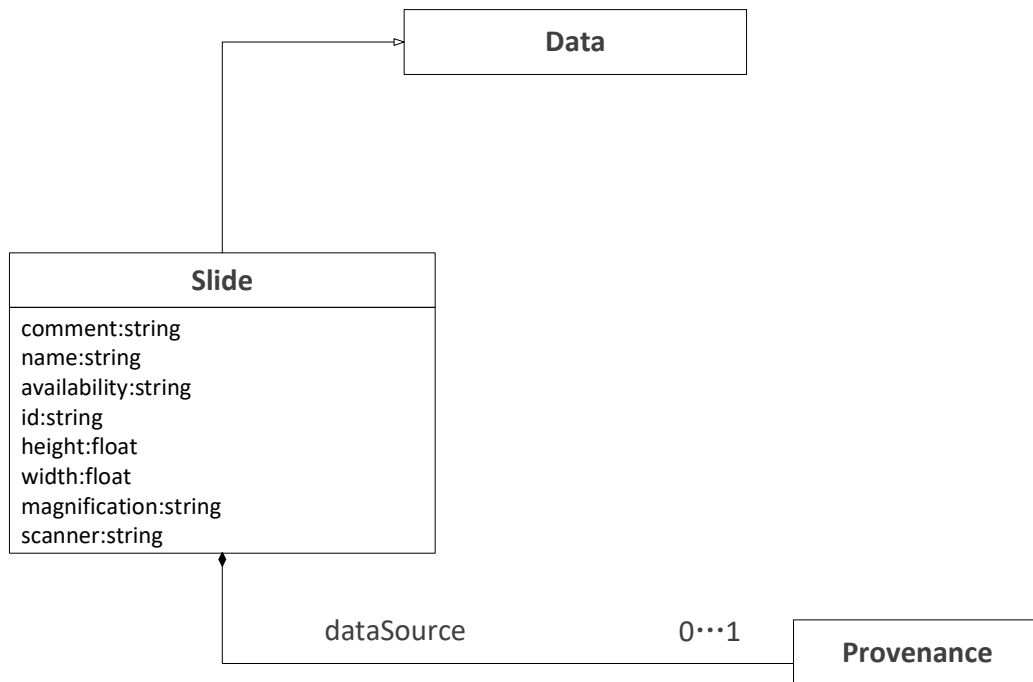 Data
Slide
comment:string
name:string
availability:string
id:string
height:float
width:float
magnification:string
scanner:string
dataSource
0···1
Provenance